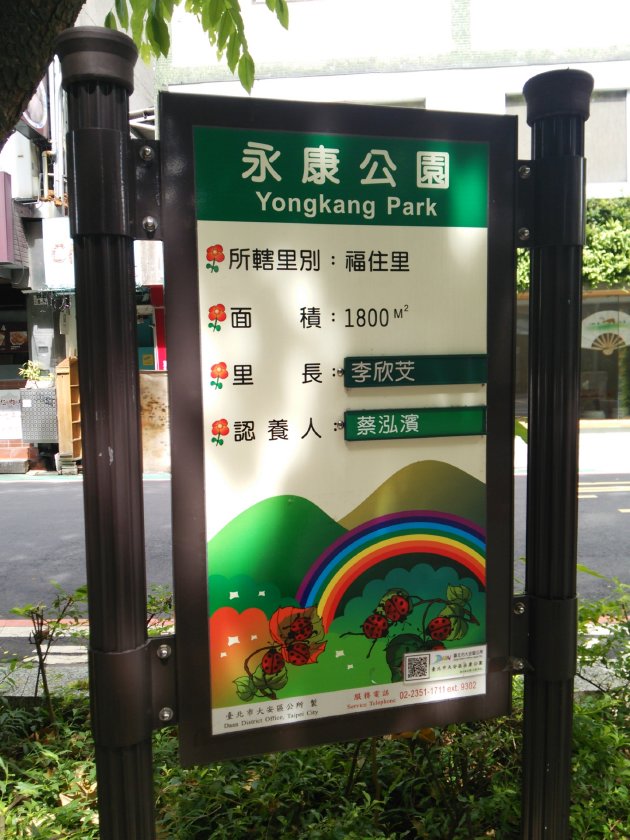 永康公園
Yongkang Park
所轄里別：福住里
面積：1800 M²
里長：李欣芠
認養人：蔡泓濱
臺北市大安區公所 製
Daan District Office, Taipei City
服務電話
Service Telephone
02-2351-1711 ext. 9302